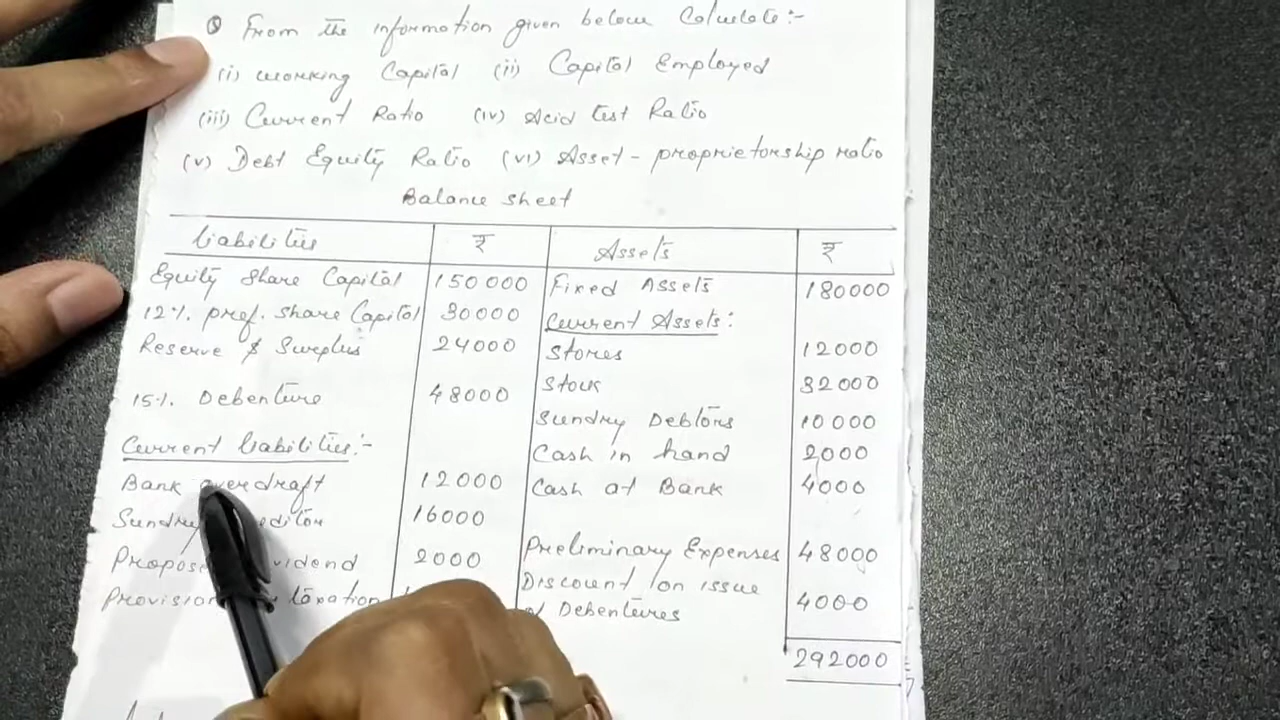 Q From the information given below Calculate:-
(i) Working Capital (ii) Capital Employed
(iii) Current Ratio (iv) Acid test Ratio
(v) Debt Equity Ratio (vi) Asset - proprietorship ratio
Balance sheet
Liabilities ₹ Assets ₹
Equity Share Capital 150000 Fixed Assets 180000
12% pref. Share Capital 30000 Current Assets:
Reserve & Surplus 24000 Stores 12000
15% Debenture 48000 Stock 32000
Sundry Debtors 10000
Current liabilities:- Cash in hand 2000
Bank overdraft 12000 Cash at Bank 4000
Sundry 16000
2000 Preliminary Expenses 48000
Provision taxation Discount on issue
of Debentures 4000
292000